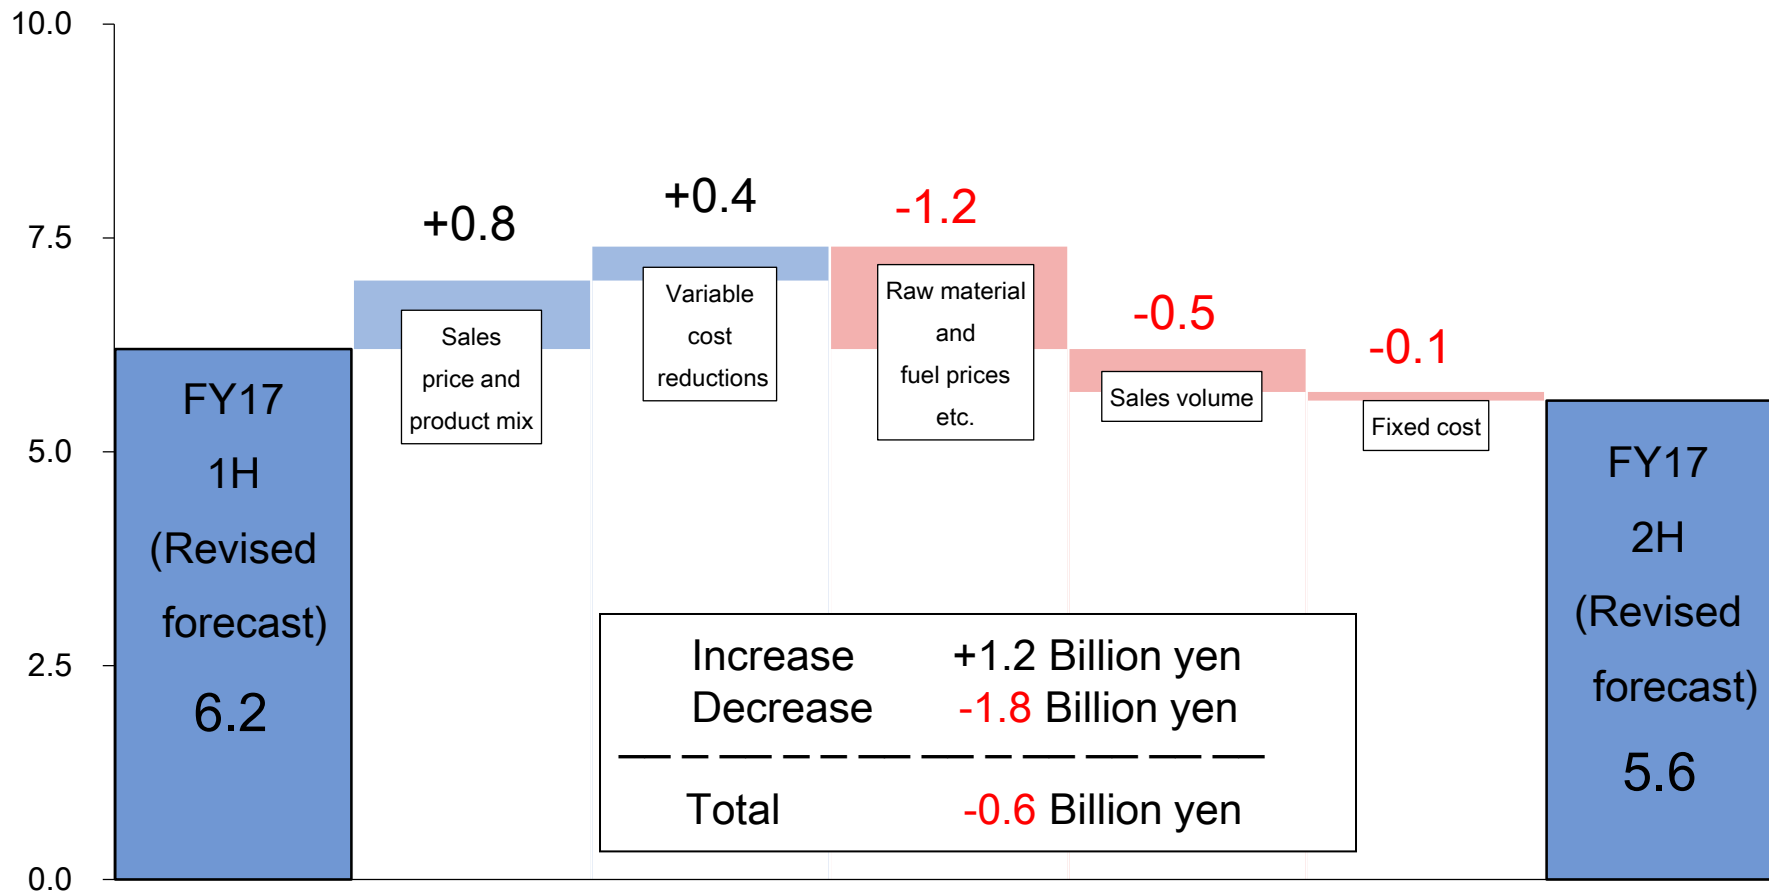 10.0
7.5
5.0
2.5
0.0
FY17
1H
(Revised
forecast)
6.2
+0.8
Sales
price and
product mix
+0.4
Variable
cost
reductions
-1.2
Raw material
and
fuel prices
etc.
-0.5
Sales volume
-0.1
Fixed cost
FY17
2H
(Revised
forecast)
5.6
Increase +1.2 Billion yen
Decrease -1.8 Billion yen
Total -0.6 Billion yen